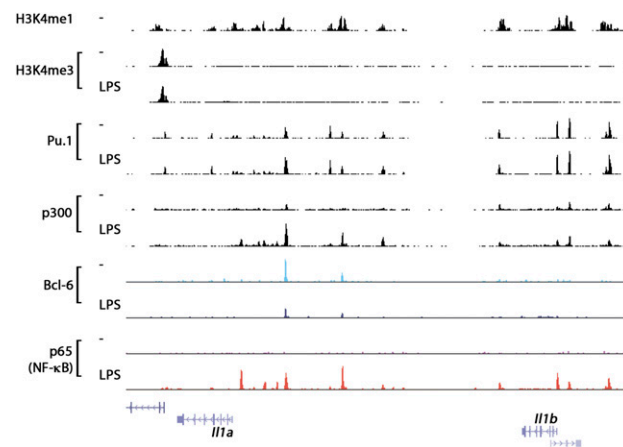 H3K4me1 -
H3K4me3 -
LPS
Pu.1 -
LPS
p300 -
LPS
Bcl-6 -
LPS
p65
(NF-κB) -
LPS
Il1a
Il1b